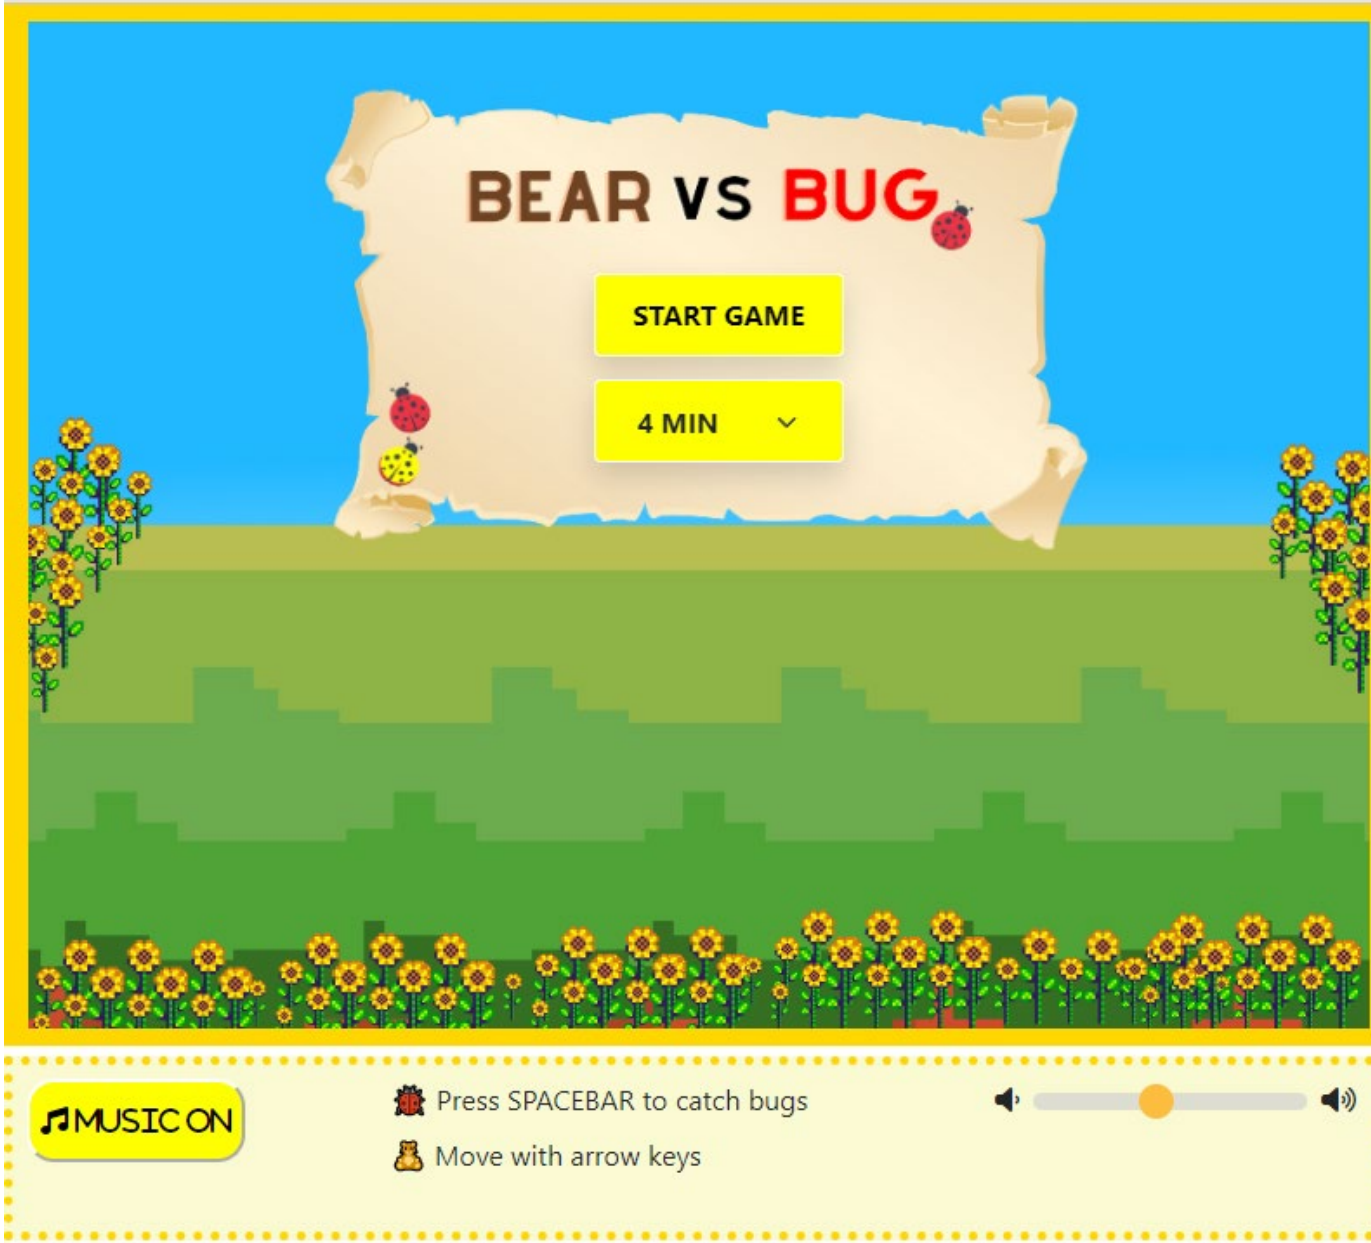 BEAR VS BUG
START GAME
4 MIN
MUSIC ON
Press SPACEBAR to catch bugs
Move with arrow keys